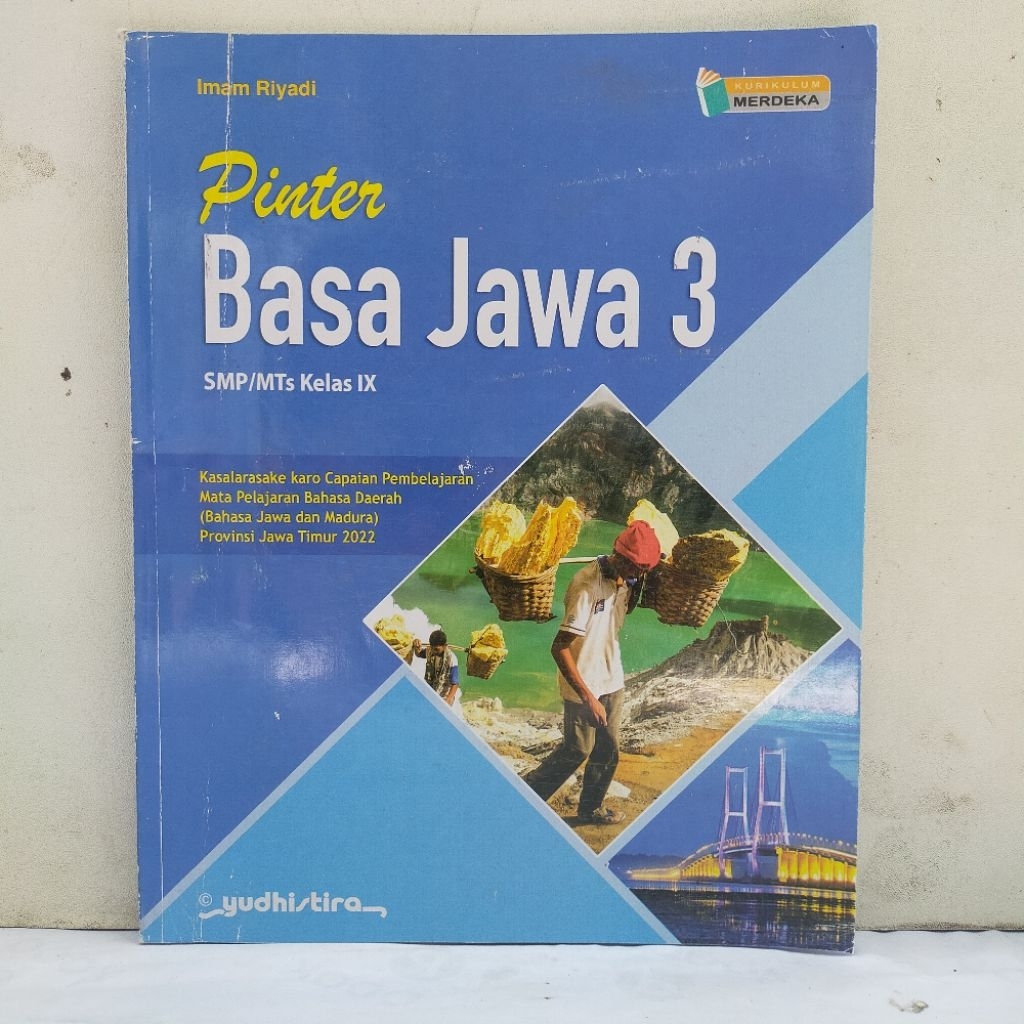 Imam Riyadi
KURIKULUM
MERDEKA
Pinter
Basa Jawa 3
SMP/MTs Kelas IX
Kasalarasake karo Capaian Pembelajaran
Mata Pelajaran Bahasa Daerah
(Bahasa Jawa dan Madura)
Provinsi Jawa Timur 2022
© yudhistira